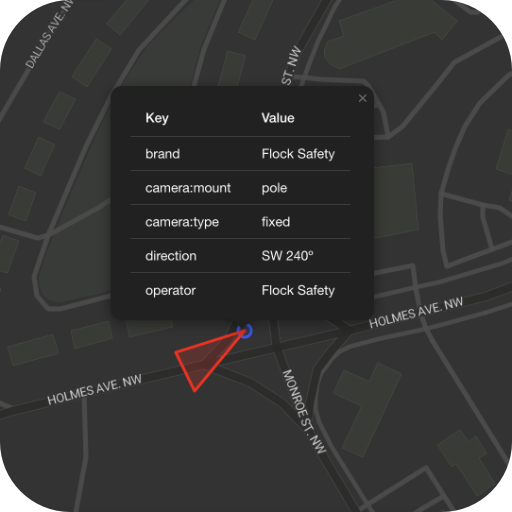 DALLAS AVE. NW
ST. NW
×
Key Value
brand Flock Safety
camera:mount pole
camera:type fixed
direction SW 240º
operator Flock Safety
HOLMES AVE. NW
HOLMES AVE. NW
MONROE ST. NW